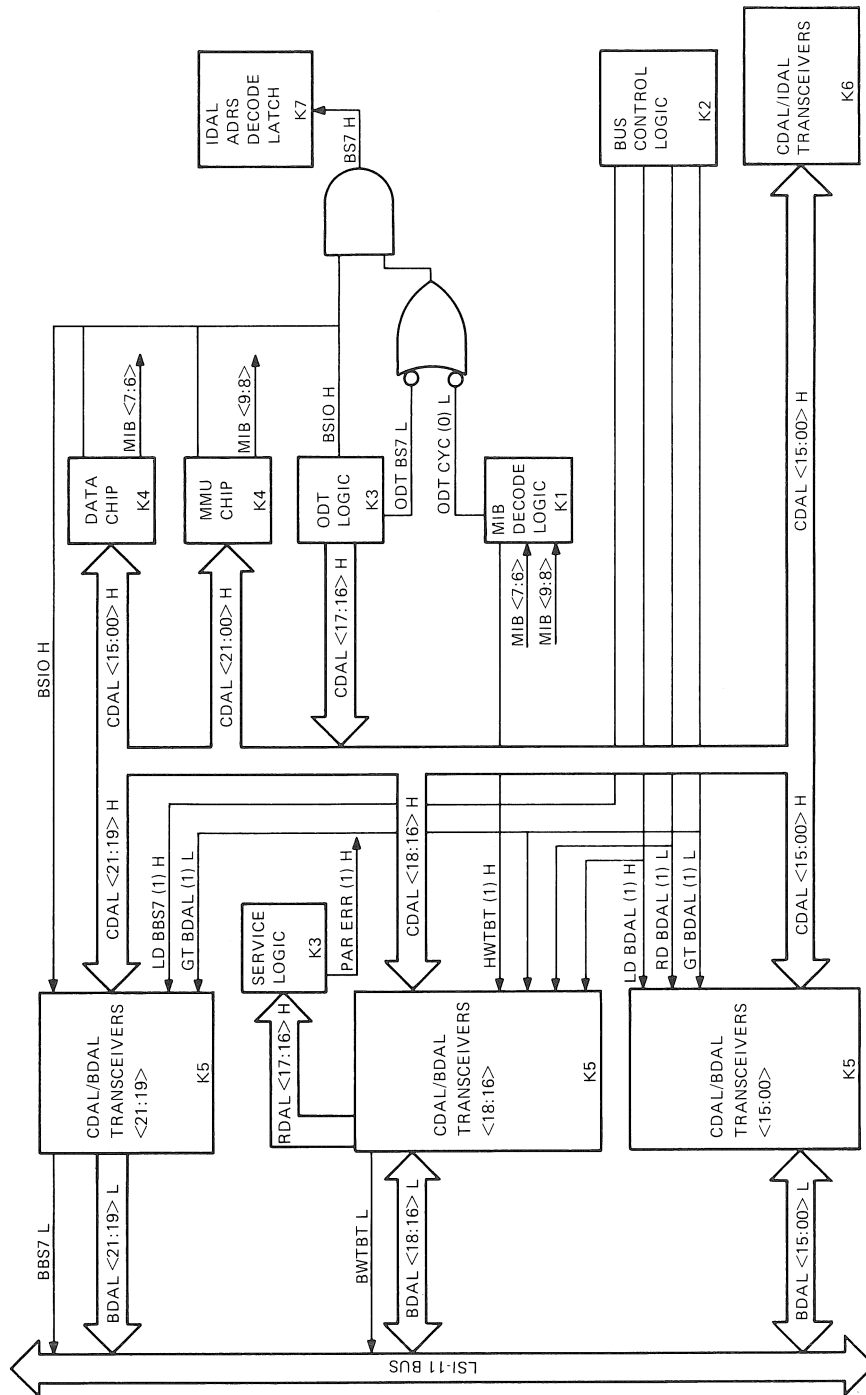 LSI-11 BUS
BBS7 L
BDAL <21:19> L
CDAL/BDAL
TRANSCEIVERS
<21:19>
K5
BSIO H
CDAL <21:19> H
LD BBS7 (1) H
GT BDAL (1) L
CDAL <15:00> H
DATA
CHIP
K4
MIB <7:6>
CDAL <21:00> H
MMU
CHIP
K4
MIB <9:8>
IDAL
ADRS
DECODE
LATCH
K7
BS7 H
RDAL <17:16> H
SERVICE
LOGIC
K3
PAR ERR (1) H
CDAL <17:16> H
ODT
LOGIC
K3
BSIO H
ODT BS7 L
ODT CYC (0) L
BWTBT L
BDAL <18:16> L
CDAL/BDAL
TRANSCEIVERS
<18:16>
K5
CDAL <18:16> H
HWTBT (1) H
MIB <7:6>
MIB <9:8>
MIB
DECODE
LOGIC
K1
BUS
CONTROL
LOGIC
K2
LD BDAL (1) H
RD BDAL (1) L
GT BDAL (1) L
BDAL <15:00> L
CDAL/BDAL
TRANSCEIVERS
<15:00>
K5
CDAL <15:00> H
CDAL <15:00> H
CDAL/IDAL
TRANSCEIVERS
K6